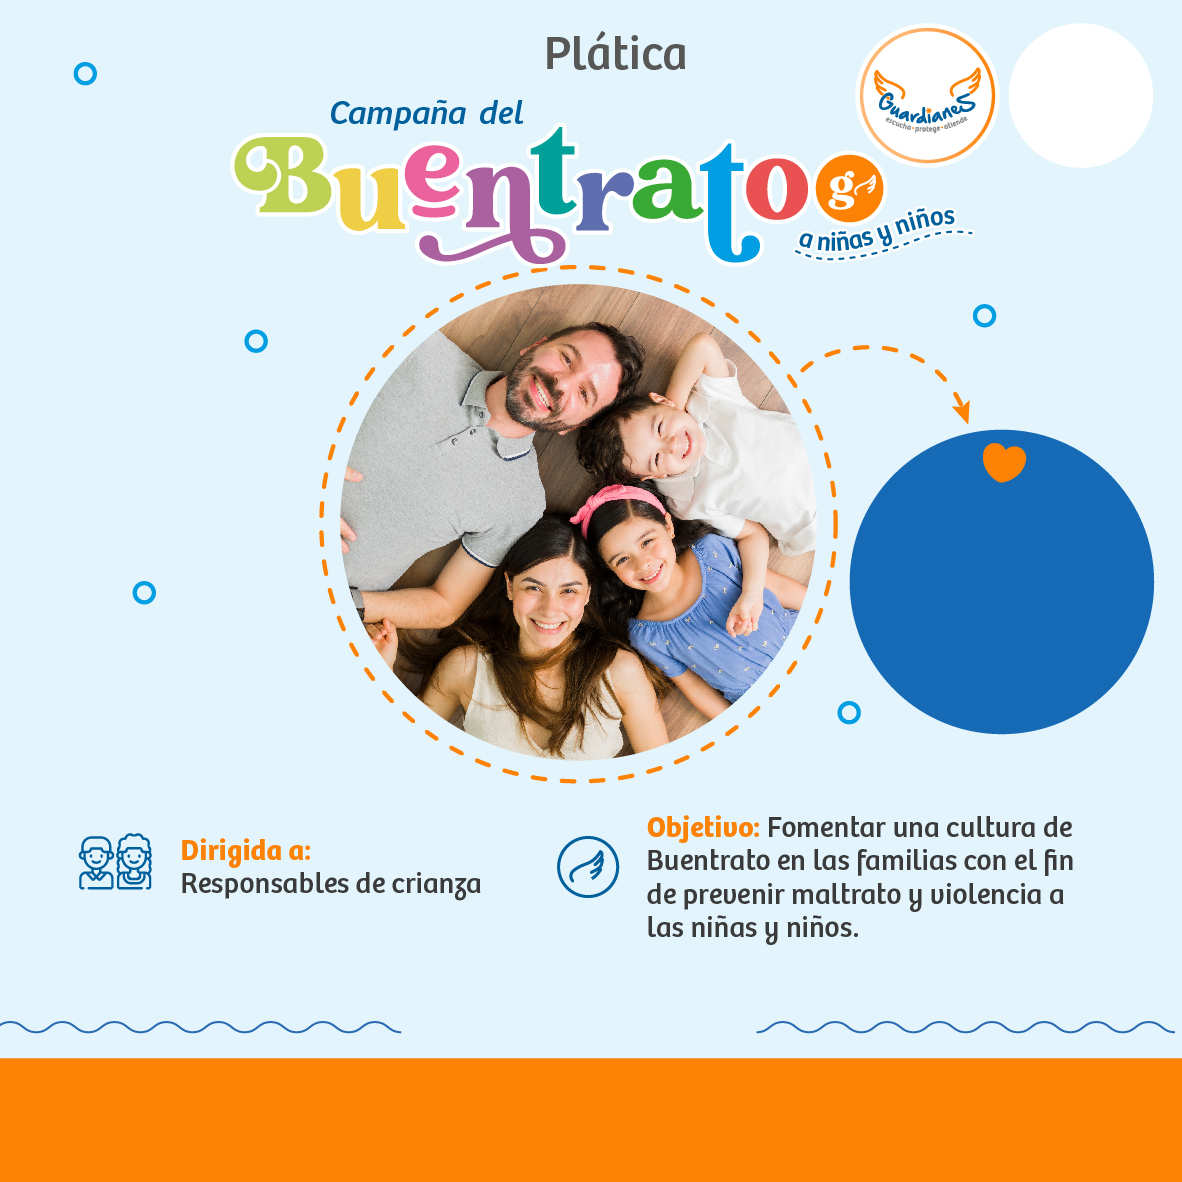 Plática
Campaña del
Buentrato
g
a niñas y niños
Guardianes
escucha • protege • atiende
Dirigida a:
Responsables de crianza
Objetivo: Fomentar una cultura de
Buentrato en las familias con el fin
de prevenir maltrato y violencia a
las niñas y niños.